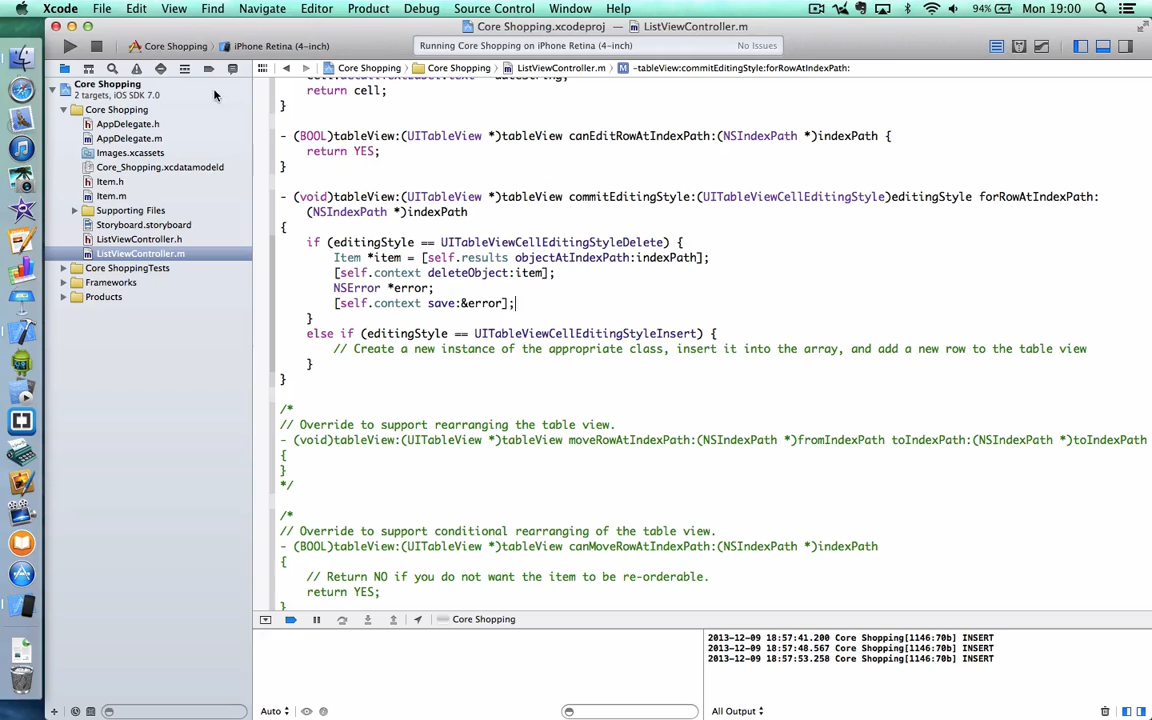 Xcode File Edit View Find Navigate Editor Product Debug Source Control Window Help 94% Mon 19:00
Core Shopping.xcodeproj — ListViewController.m
Core Shopping iPhone Retina (4-inch) Running Core Shopping on iPhone Retina (4-inch) No Issues
Core Shopping Core Shopping ListViewController.m M -tableView:commitEditingStyle:forRowAtIndexPath:
Core Shopping
2 targets, iOS SDK 7.0
Core Shopping
AppDelegate.h
AppDelegate.m
Images.xcassets
Core_Shopping.xcdatamodeld
Item.h
Item.m
Supporting Files
Storyboard.storyboard
ListViewController.h
ListViewController.m
Core ShoppingTests
Frameworks
Products
return cell;
}
- (BOOL)tableView:(UITableView *)tableView canEditRowAtIndexPath:(NSIndexPath *)indexPath {
return YES;
}
- (void)tableView:(UITableView *)tableView commitEditingStyle:(UITableViewCellEditingStyle)editingStyle forRowAtIndexPath:
(NSIndexPath *)indexPath
{
if (editingStyle == UITableViewCellEditingStyleDelete) {
Item *item = [self.results objectAtIndexPath:indexPath];
[self.context deleteObject:item];
NSError *error;
[self.context save:&error];
}
else if (editingStyle == UITableViewCellEditingStyleInsert) {
// Create a new instance of the appropriate class, insert it into the array, and add a new row to the table view
}
}
/*
// Override to support rearranging the table view.
- (void)tableView:(UITableView *)tableView moveRowAtIndexPath:(NSIndexPath *)fromIndexPath toIndexPath:(NSIndexPath *)toIndexPath
{
}
*/
/*
// Override to support conditional rearranging of the table view.
- (BOOL)tableView:(UITableView *)tableView canMoveRowAtIndexPath:(NSIndexPath *)indexPath
{
// Return NO if you do not want the item to be re-orderable.
return YES;
}
Core Shopping
2013-12-09 18:57:41.200 Core Shopping[1146:70b] INSERT
2013-12-09 18:57:48.567 Core Shopping[1146:70b] INSERT
2013-12-09 18:57:53.258 Core Shopping[1146:70b] INSERT
Auto All Output